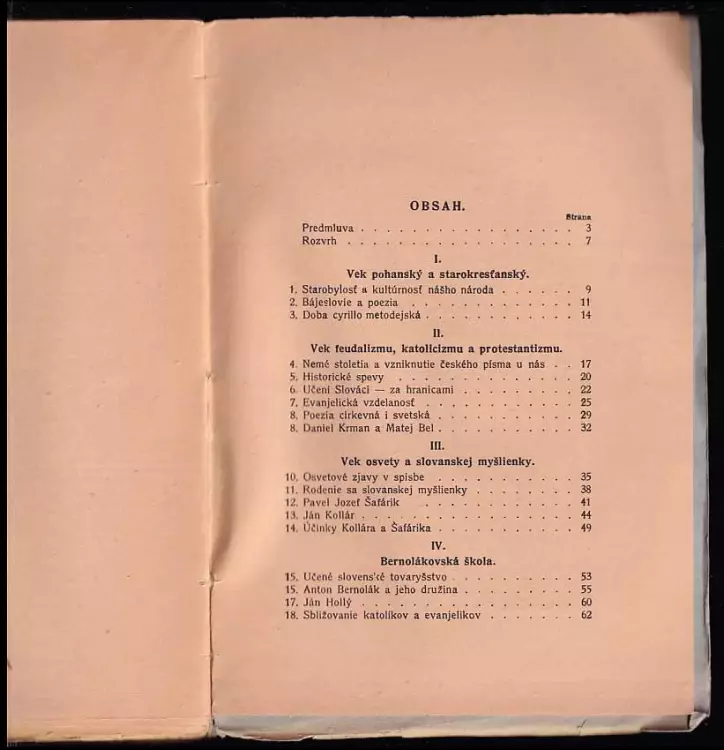 OBSAH.
Strana
Predmluva . . . . . . . . . . . . . . . . . 3
Rozvrh . . . . . . . . . . . . . . . . . . 7
I.
Vek pohanský a starokresťanský.
1. Starobylosť a kultúrnosť nášho národa . . . . . . 9
2. Bájeslovie a poezia . . . . . . . . . . . . . 11
3. Doba cyrillo metodejská . . . . . . . . . . . . 14
II.
Vek feudalizmu, katolicizmu a protestantizmu.
4. Nemé stoletia a vzniknutie českého písma u nás . . 17
5. Historické spevy . . . . . . . . . . . . . . 20
6. Učení Slováci — za hranicami . . . . . . . . . 22
7. Evanjelická vzdelanosť . . . . . . . . . . . . 25
8. Poezia cirkevná i svetská . . . . . . . . . . . 29
8. Daniel Krman a Matej Bel . . . . . . . . . . . 32
III.
Vek osvety a slovanskej myšlienky.
10. Osvetové zjavy v spisbe . . . . . . . . . . . 35
11. Rodenie sa slovanskej myšlienky . . . . . . . . 38
12. Pavel Jozef Šafárik . . . . . . . . . . . . 41
13. Ján Kollár . . . . . . . . . . . . . . . . . 44
14. Účinky Kollára a Šafárika . . . . . . . . . . . 49
IV.
Bernolákovská škola.
15. Učené slovenské tovaryšstvo . . . . . . . . . . 53
15. Anton Bernolák a jeho družina . . . . . . . . . 55
17. Ján Hollý . . . . . . . . . . . . . . . . . 60
18. Sbližovanie katolíkov a evanjelikov . . . . . . . 62